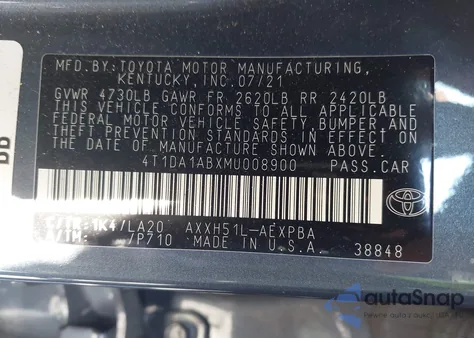 MFD.BY:TOYOTA MOTOR MANUFACTURING,
KENTUCKY, INC. 07/21
GVWR 4730LB GAWR FR 2620LB RR 2420LB
THIS VEHICLE CONFORMS TO ALL APPLICABLE
FEDERAL MOTOR VEHICLE SAFETY, BUMPER, AND
THEFT PREVENTION STANDARDS IN EFFECT ON
THE DATE OF MANUFACTURE SHOWN ABOVE.
4T1DA1ABXMU008900 PASS.CAR
C/TR:1K4/LA20 AXXH51L-AEXPBA
/P710 MADE IN U.S.A. 38848
autoSnap